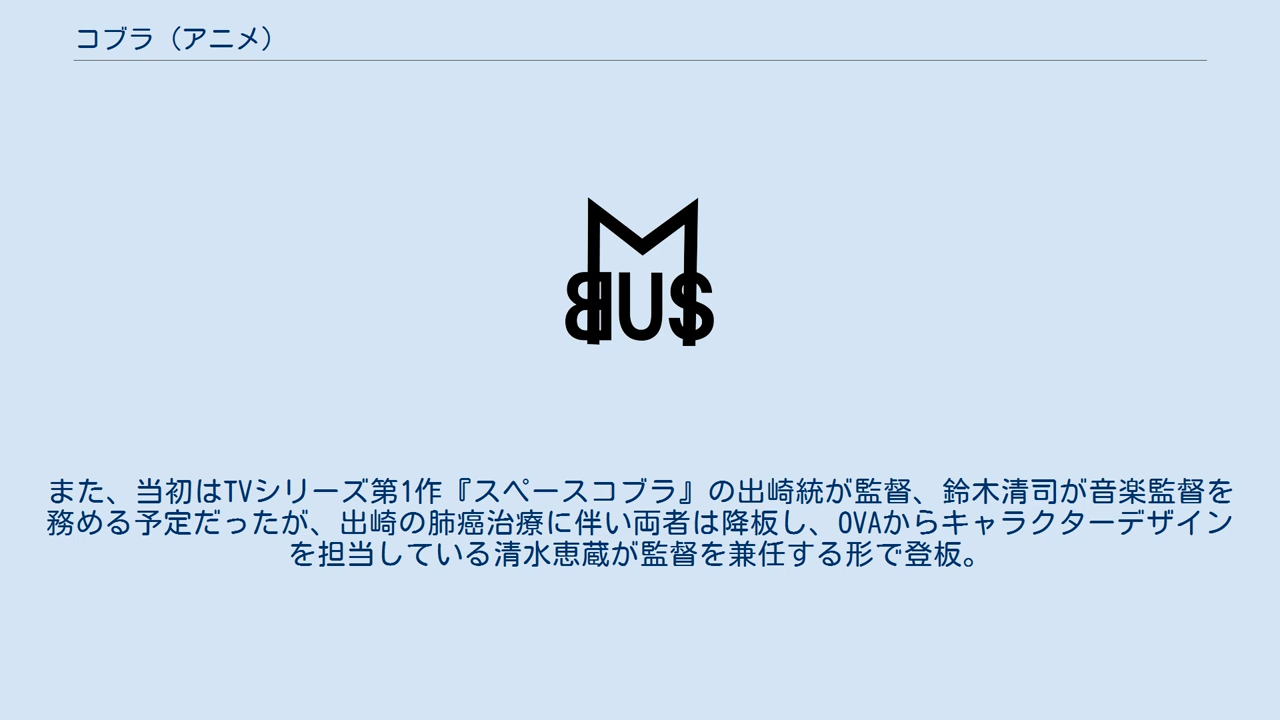 コブラ（アニメ）
M
BUS
また、当初はTVシリーズ第1作『スペースコブラ』の出崎統が監督、鈴木清司が音楽監督を
務める予定だったが、出崎の肺癌治療に伴い両者は降板し、OVAからキャラクターデザイン
を担当している清水恵蔵が監督を兼任する形で登板。